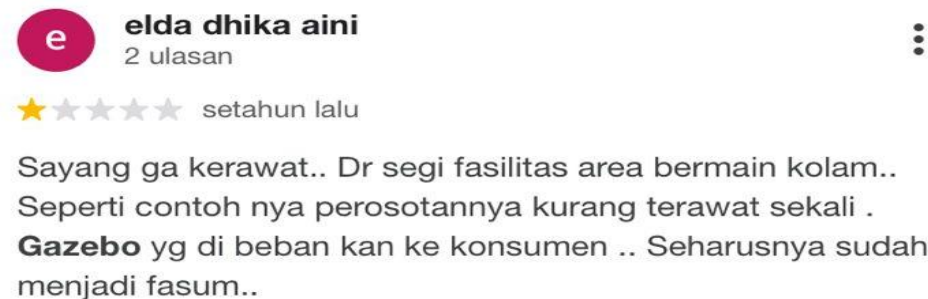 e
elda dhika aini
2 ulasan
setahun lalu
Sayang ga kerawat.. Dr segi fasilitas area bermain kolam..
Seperti contoh nya perosotannya kurang terawat sekali .
Gazebo yg di beban kan ke konsumen .. Seharusnya sudah
menjadi fasum..